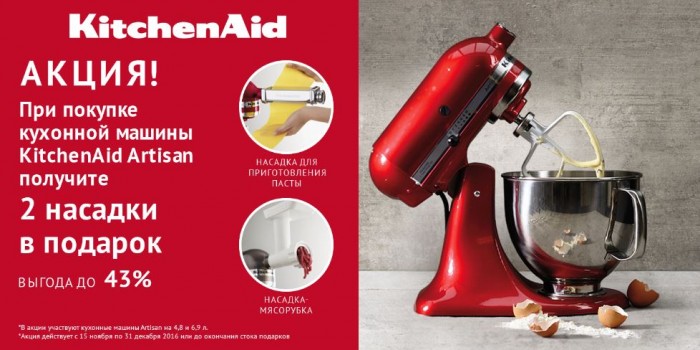 KitchenAid
АКЦИЯ!
При покупке
кухонной машины
KitchenAid Artisan
получите
2 насадки
в подарок
ВЫГОДА ДО 43%
НАСАДКА ДЛЯ
ПРИГОТОВЛЕНИЯ
ПАСТЫ
НАСАДКА-
МЯСОРУБКА
*В акции участвуют кухонные машины Artisan на 4,8 и 6,9 л.
*Акция действует с 15 ноября по 31 декабря 2016 или до окончания стока подарков